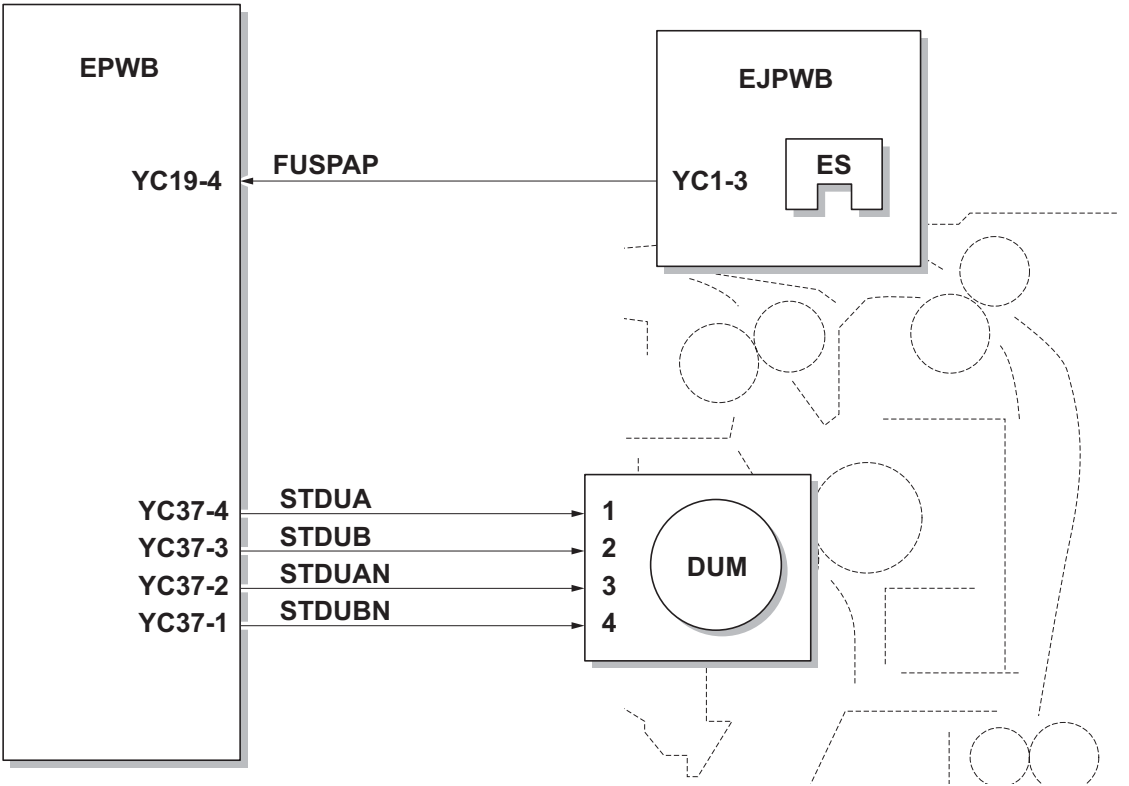 EPWB
EJPWB
YC19-4 FUSPAP YC1-3 ES
YC37-4 STDUA 1
YC37-3 STDUB 2
YC37-2 STDUAN 3
YC37-1 STDUBN 4
DUM